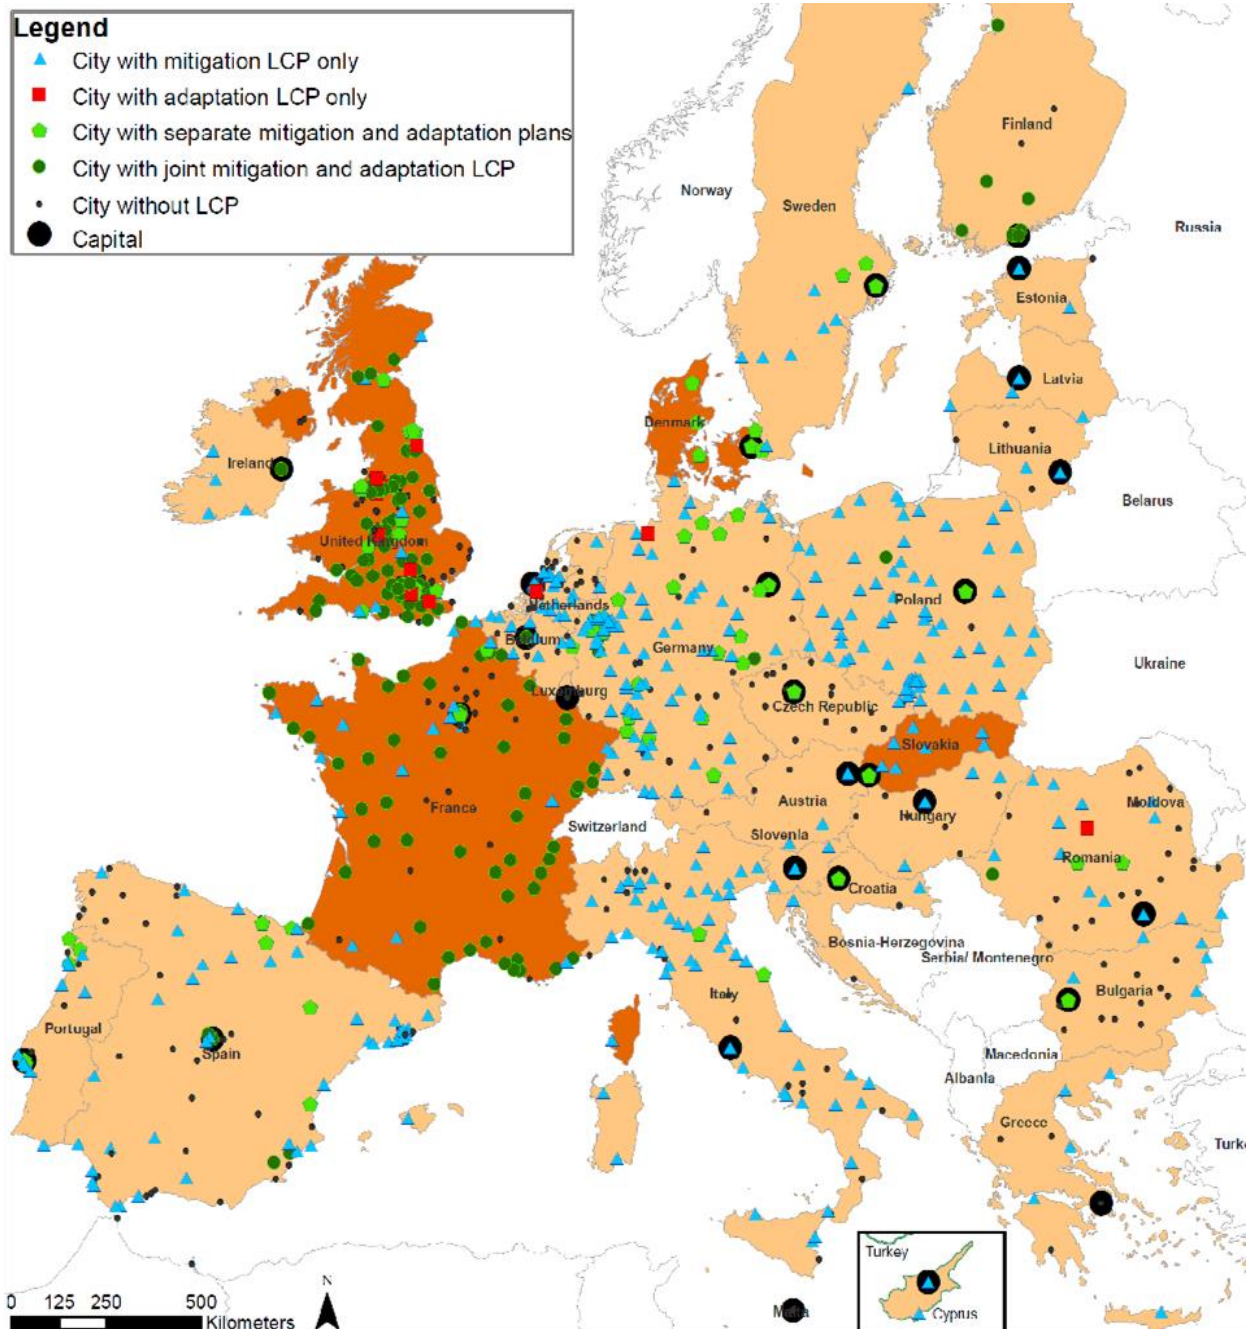 Legend
City with mitigation LCP only
City with adaptation LCP only
City with separate mitigation and adaptation plans
City with joint mitigation and adaptation LCP
City without LCP
Capital
Finland
Norway
Sweden
Russia
Estonia
Latvia
Denmark
Lithuania
Ireland
Belarus
United Kingdom
Netherlands
Poland
Belgium
Germany
Ukraine
Luxemburg
Czech Republic
Slovakia
France
Austria
Hungary
Moldova
Switzerland
Slovenia
Romania
Croatia
Bosnia-Herzegovina
Serbia/ Montenegro
Italy
Bulgaria
Portugal
Spain
Macedonia
Albania
Greece
Turke
Turkey
Cyprus
Malta
N
0 125 250 500
Kilometers